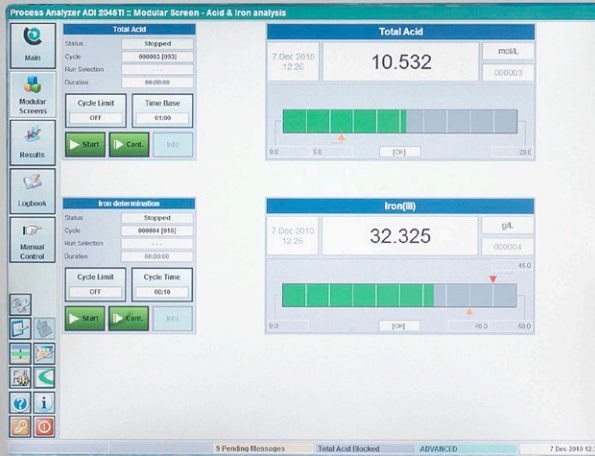 Process Analyzer ADI 2045TI :: Modular Screen - Acid & Iron analysis
Main
Modular
Screens
Results
Logbook
Manual
Control
Total Acid
Status Stopped
Cycle 000003 [093]
Run Selection ---
Duration 00:00:00
Cycle Limit Time Base
OFF 01:00
Start Cont. Info
Total Acid
7 Dec 2010
12:26
10.532
mol/L
000003
0.0 5.0 [OK] 20.0
Iron determination
Status Stopped
Cycle 000004 [016]
Run Selection ---
Duration 00:00:00
Cycle Limit Cycle Time
OFF 00:10
Start Cont. Info
Iron(III)
7 Dec 2010
12:26
32.325
g/L
000004
45.0
0.0 [OK] 40.0 50.0
9 Pending Messages Total Acid Blocked ADVANCED 7 Dec 2010